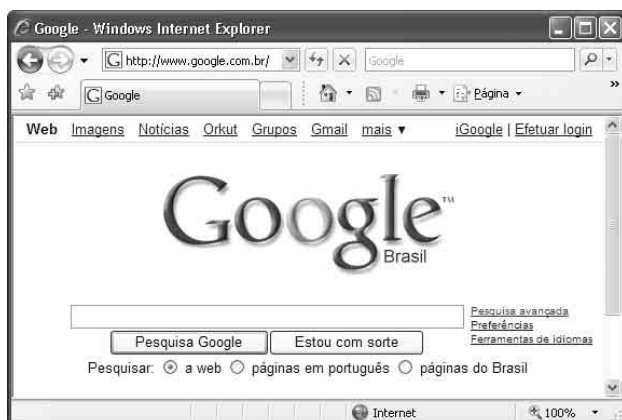 Google - Windows Internet Explorer
http://www.google.com.br/ Google
Google Página »
Web Imagens Notícias Orkut Grupos Gmail mais ▼ iGoogle | Efetuar login
Google™
Brasil
Pesquisa avançada
Preferências
Ferramentas de idiomas
Pesquisa Google Estou com sorte
Pesquisar: a web páginas em português páginas do Brasil
Internet 100%